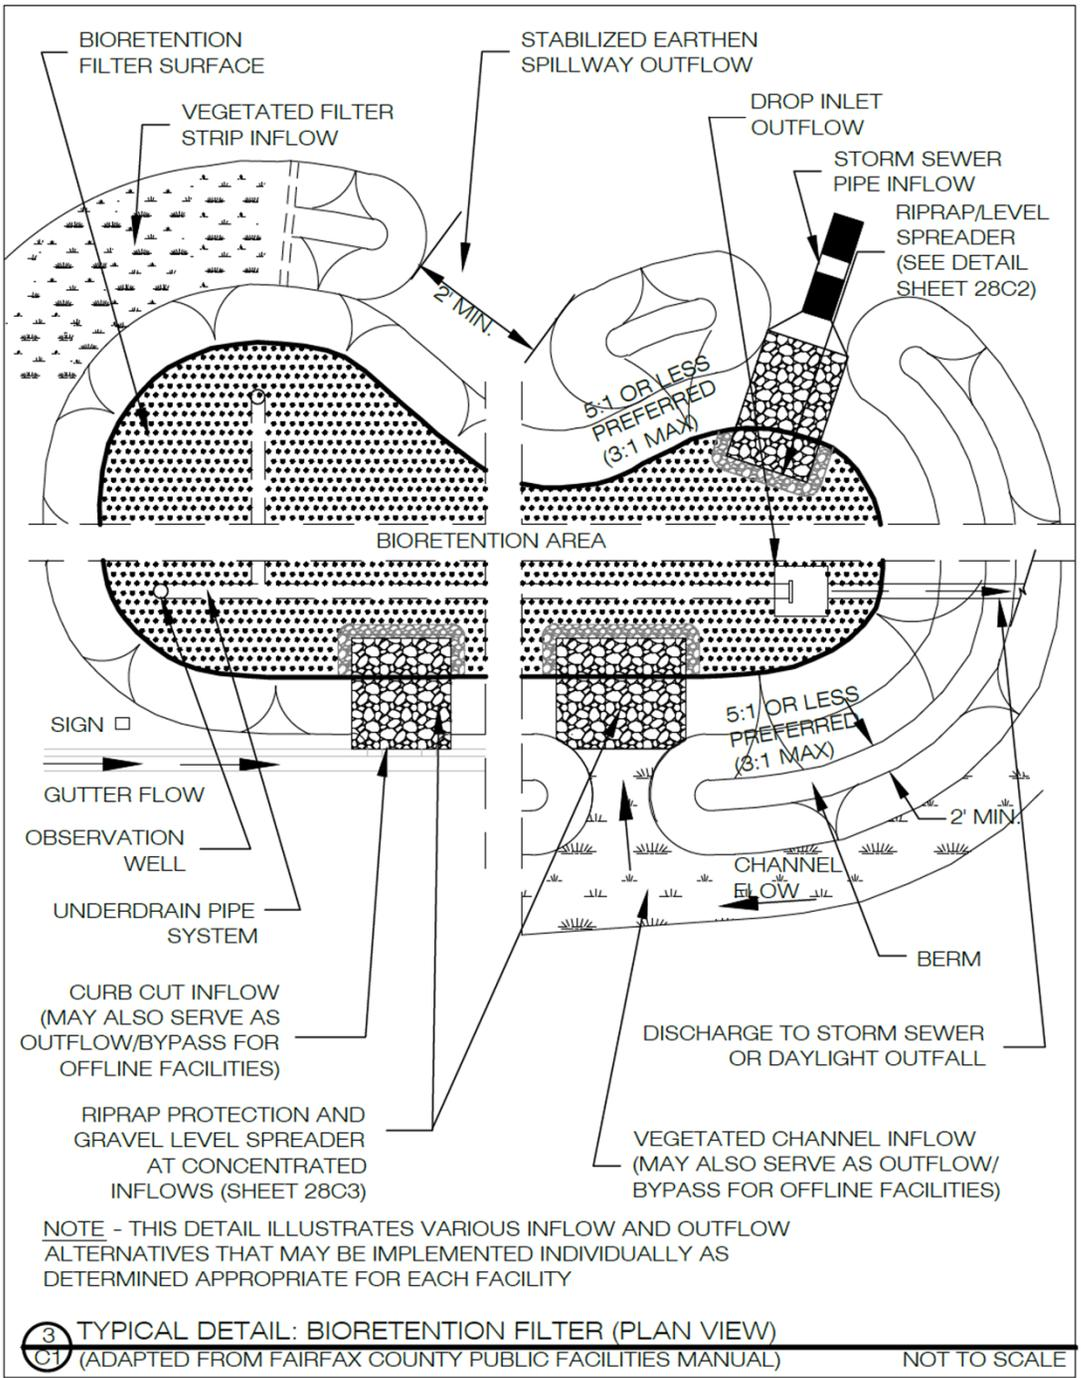 BIORETENTION
FILTER SURFACE
STABILIZED EARTHEN
SPILLWAY OUTFLOW
VEGETATED FILTER
STRIP INFLOW
DROP INLET
OUTFLOW
STORM SEWER
PIPE INFLOW
RIPRAP/LEVEL
SPREADER
(SEE DETAIL
SHEET 28C2)
2' MIN.
5:1 OR LESS
PREFERRED
(3:1 MAX)
BIORETENTION AREA
SIGN
5:1 OR LESS
PREFERRED
(3:1 MAX)
GUTTER FLOW
2' MIN.
OBSERVATION
WELL
CHANNEL
FLOW
UNDERDRAIN PIPE
SYSTEM
BERM
CURB CUT INFLOW
(MAY ALSO SERVE AS
OUTFLOW/BYPASS FOR
OFFLINE FACILITIES)
DISCHARGE TO STORM SEWER
OR DAYLIGHT OUTFALL
RIPRAP PROTECTION AND
GRAVEL LEVEL SPREADER
AT CONCENTRATED
INFLOWS (SHEET 28C3)
VEGETATED CHANNEL INFLOW
(MAY ALSO SERVE AS OUTFLOW/
BYPASS FOR OFFLINE FACILITIES)
NOTE - THIS DETAIL ILLUSTRATES VARIOUS INFLOW AND OUTFLOW
ALTERNATIVES THAT MAY BE IMPLEMENTED INDIVIDUALLY AS
DETERMINED APPROPRIATE FOR EACH FACILITY
3
C1
TYPICAL DETAIL: BIORETENTION FILTER (PLAN VIEW)
(ADAPTED FROM FAIRFAX COUNTY PUBLIC FACILITIES MANUAL)
NOT TO SCALE